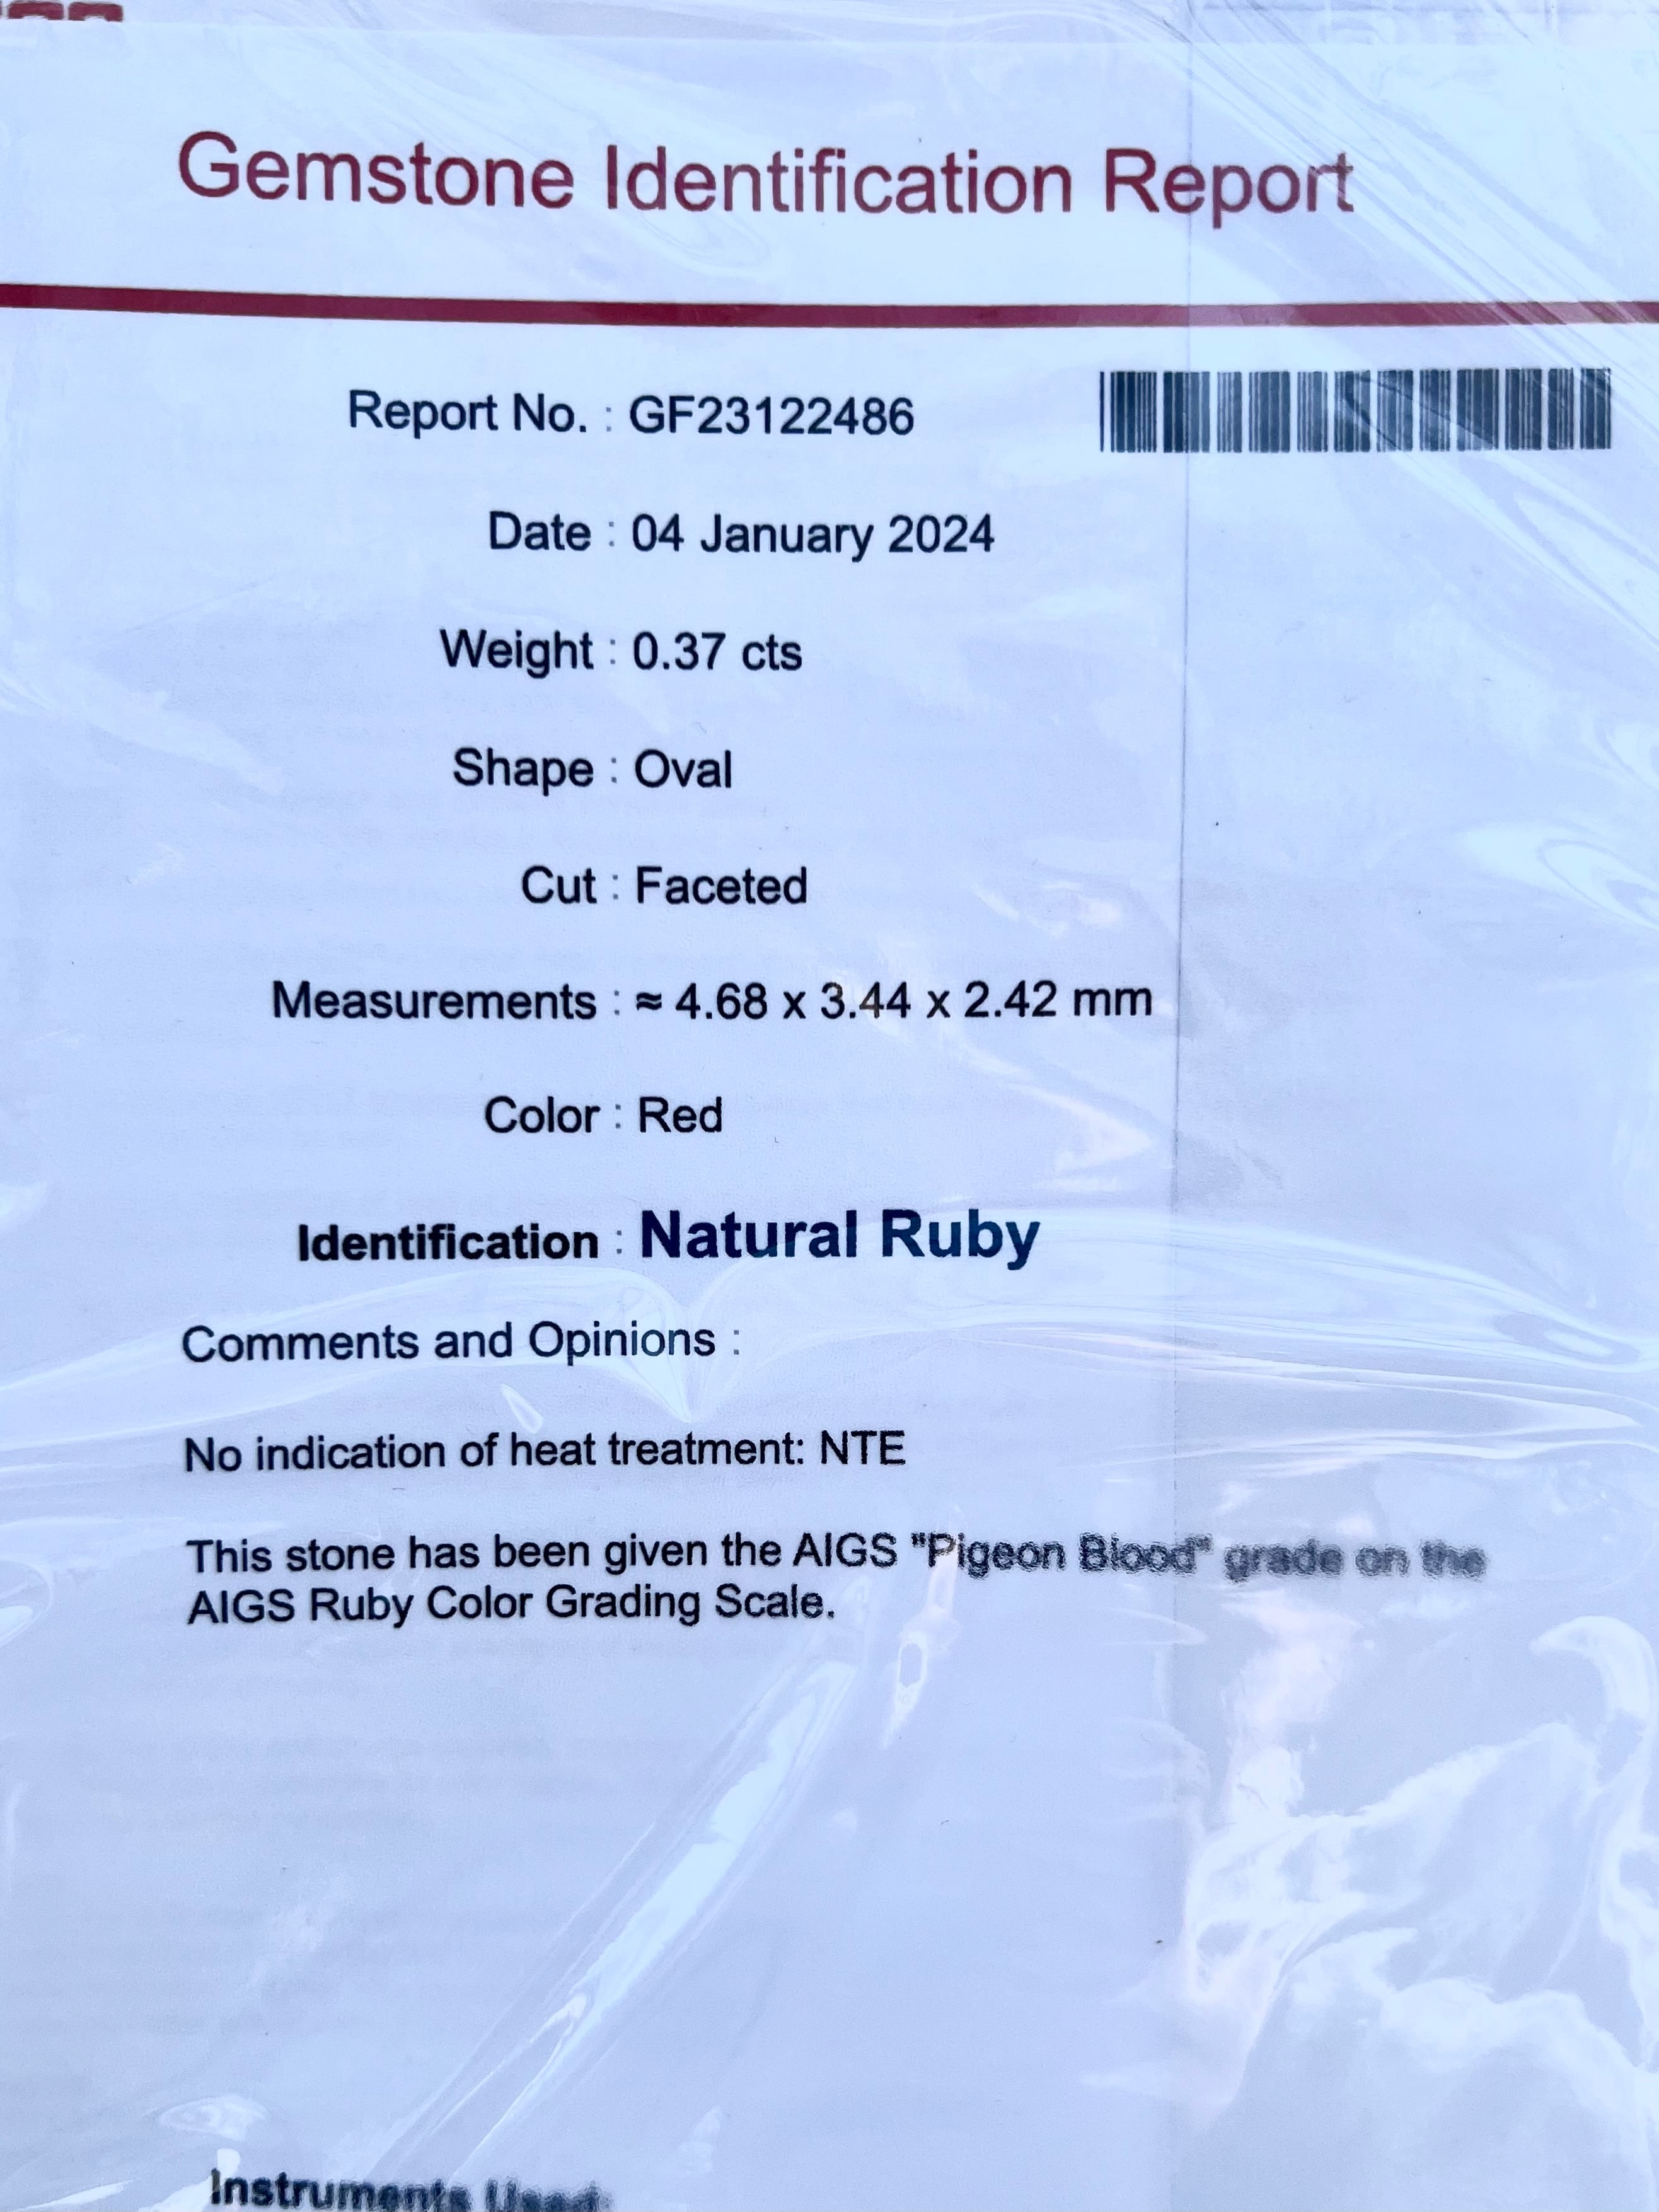 Gemstone Identification Report
Report No. : GF23122486
Date : 04 January 2024
Weight : 0.37 cts
Shape : Oval
Cut : Faceted
Measurements : ≈ 4.68 x 3.44 x 2.42 mm
Color : Red
Identification : Natural Ruby
Comments and Opinions :
No indication of heat treatment: NTE
This stone has been given the AIGS "Pigeon Blood" grade on the
AIGS Ruby Color Grading Scale.
Instruments Used